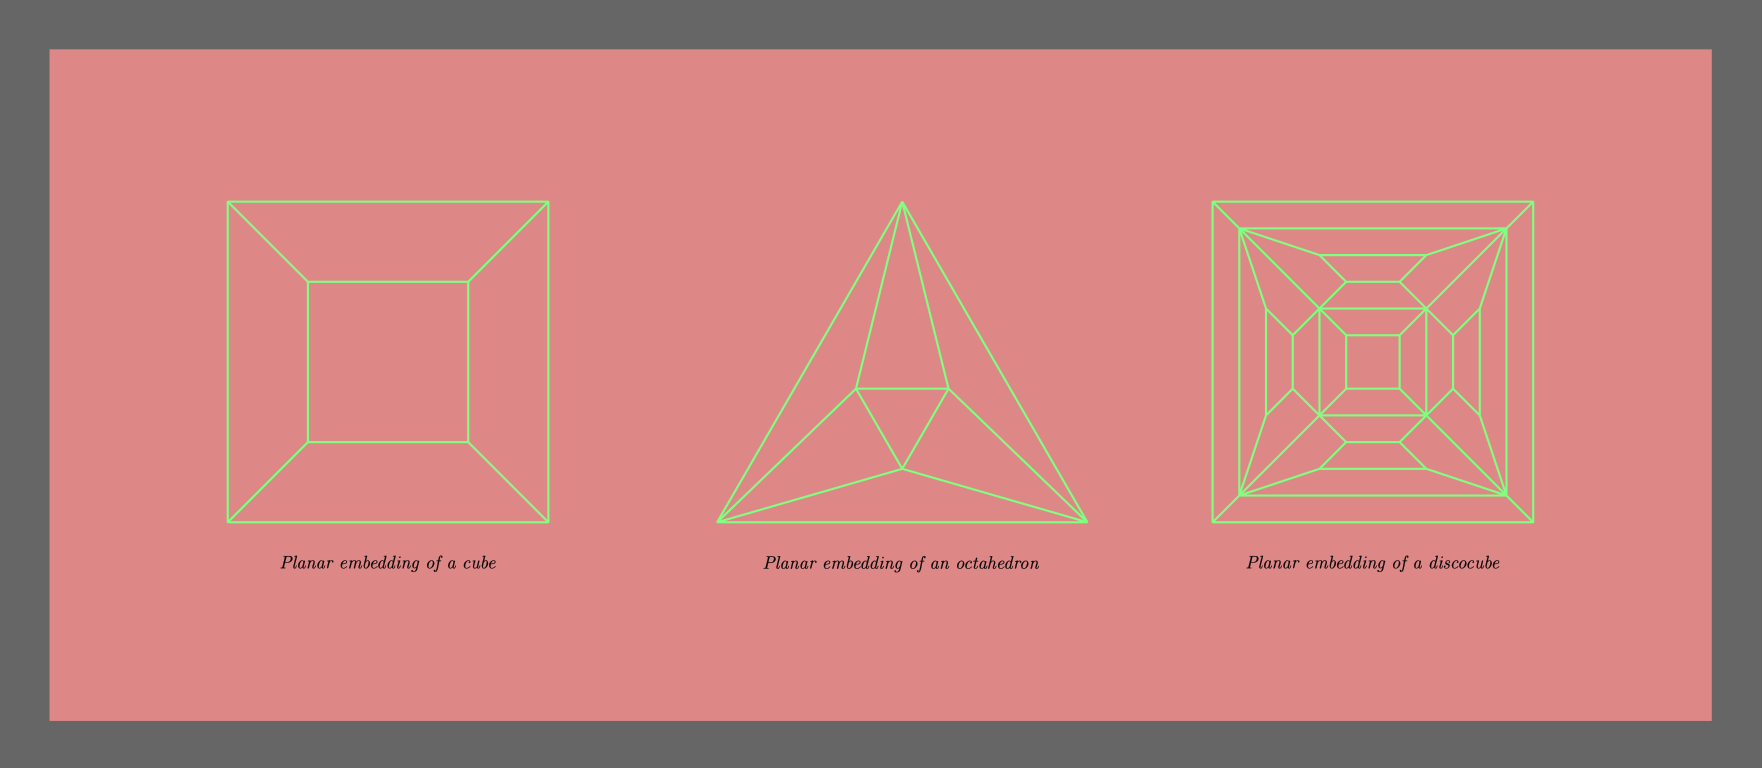 Planar embedding of a cube
Planar embedding of an octahedron
Planar embedding of a discocube